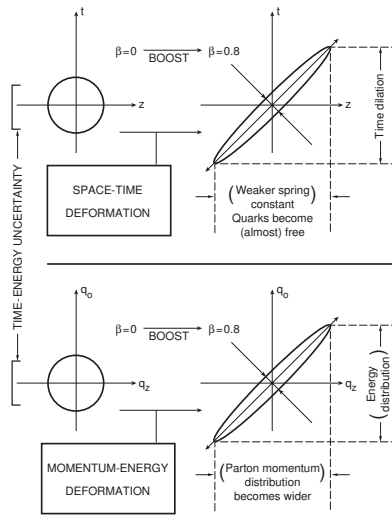 t
t
β=0
BOOST
β=0.8
z
z
Time dilation
SPACE-TIME
DEFORMATION
(Weaker spring)
constant
Quarks become
(almost) free
TIME-ENERGY UNCERTAINTY
qo
qo
β=0
BOOST
β=0.8
qz
qz
(Energy
distribution)
MOMENTUM-ENERGY
DEFORMATION
(Parton momentum)
distribution
becomes wider